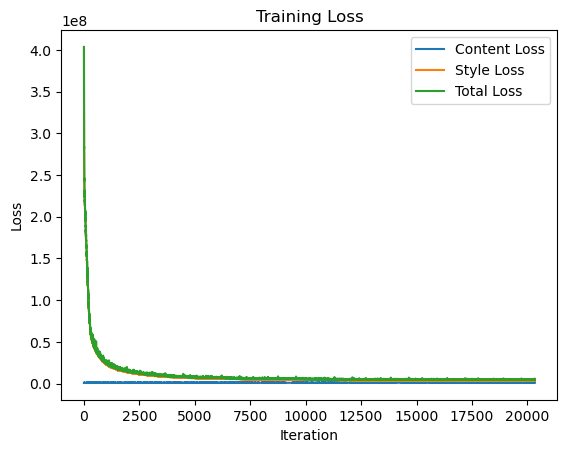 Training Loss
1e8
4.0
3.5
3.0
2.5
2.0
1.5
1.0
0.5
0.0
Loss
Content Loss
Style Loss
Total Loss
0 2500 5000 7500 10000 12500 15000 17500 20000
Iteration